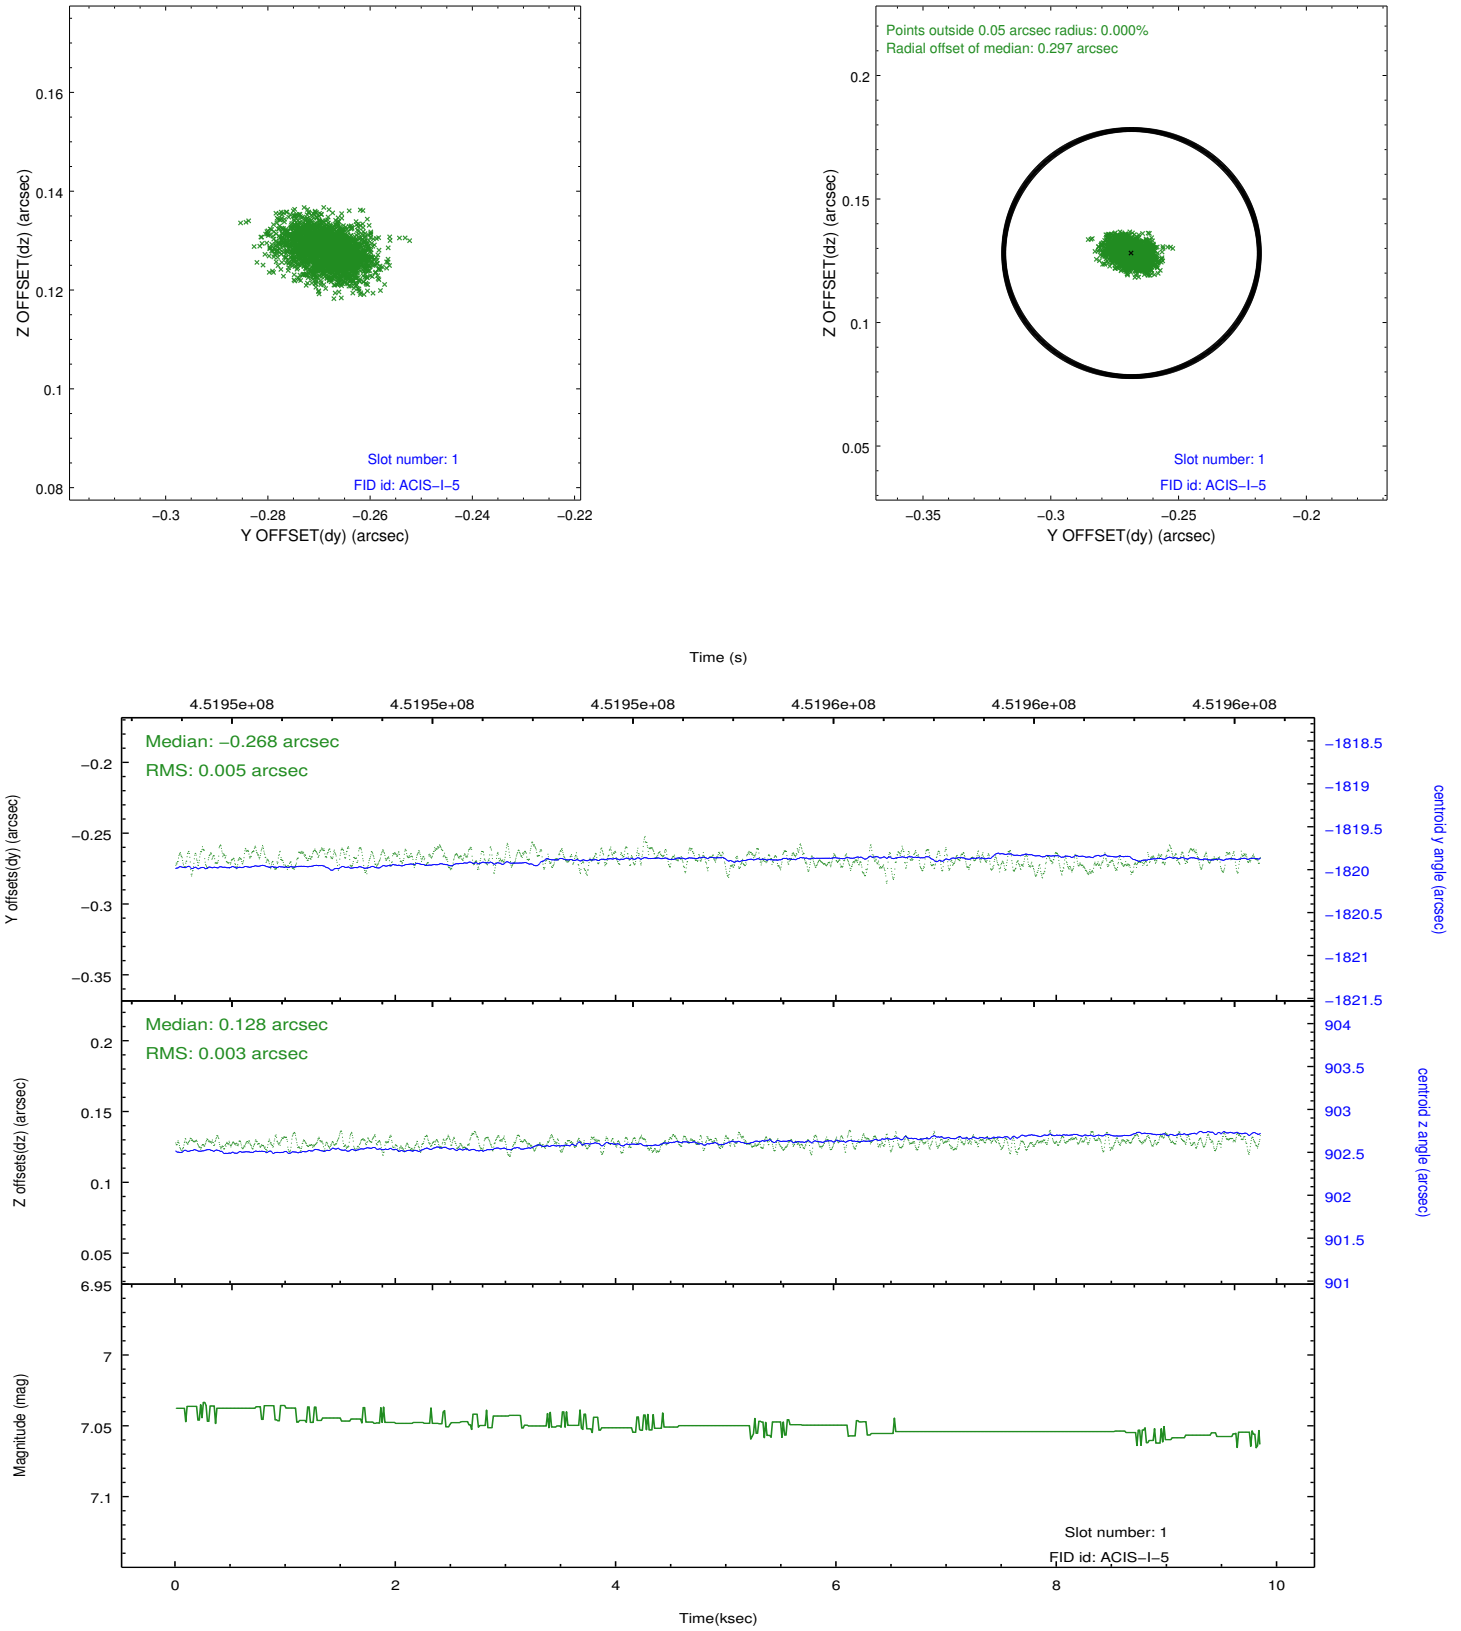 0.16
0.14
0.12
0.1
0.08
Z OFFSET(dz) (arcsec)
Slot number: 1
FID id: ACIS−I−5
−0.3 −0.28 −0.26 −0.24 −0.22
Y OFFSET(dy) (arcsec)
Points outside 0.05 arcsec radius: 0.000%
Radial offset of median: 0.297 arcsec
0.2
0.15
0.1
0.05
Z OFFSET(dz) (arcsec)
Slot number: 1
FID id: ACIS−I−5
−0.35 −0.3 −0.25 −0.2
Y OFFSET(dy) (arcsec)
Time (s)
4.5195e+08 4.5195e+08 4.5195e+08 4.5196e+08 4.5196e+08 4.5196e+08
Median: −0.268 arcsec
RMS: 0.005 arcsec
−0.2
−0.25
−0.3
−0.35
Y offsets(dy) (arcsec)
−1818.5
−1819
−1819.5
−1820
−1820.5
−1821
−1821.5
centroid y angle (arcsec)
Median: 0.128 arcsec
RMS: 0.003 arcsec
0.2
0.15
0.1
0.05
Z offsets(dz) (arcsec)
904
903.5
903
902.5
902
901.5
901
centroid z angle (arcsec)
6.95
7
7.05
7.1
Magnitude (mag)
Slot number: 1
FID id: ACIS−I−5
0 2 4 6 8 10
Time(ksec)